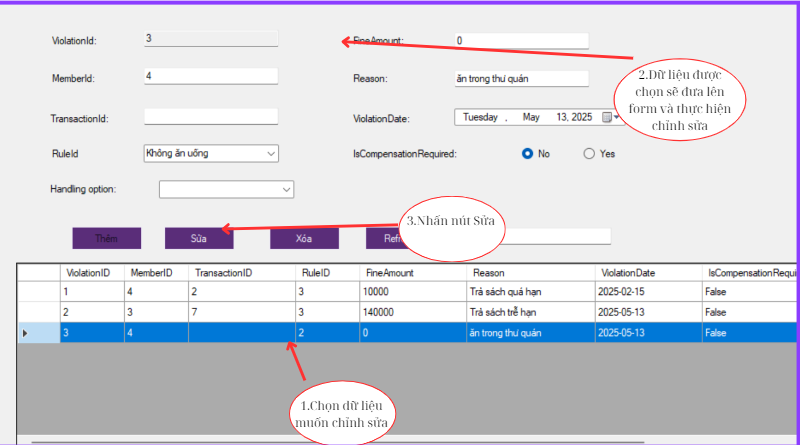 ViolationId: 3 FineAmount: 0
MemberId: 4 Reason: ăn trong thư quán
2.Dữ liệu được
chọn sẽ đưa lên
form và thực hiện
chỉnh sửa
TransactionId: ViolationDate: Tuesday , May 13, 2025
RuleId Không ăn uống IsCompensationRequired: No Yes
Handling option:
3.Nhấn nút Sửa
Thêm Sửa Xóa
ViolationID MemberID TransactionID RuleID FineAmount Reason ViolationDate
1 4 2 3 10000 Trả sách quá hạn 2025-02-15 False
2 3 7 3 140000 Trả sách trễ hạn 2025-05-13 False
3 4 2 0 ăn trong thư quán 2025-05-13 False
1.Chọn dữ liệu
muốn chỉnh sửa